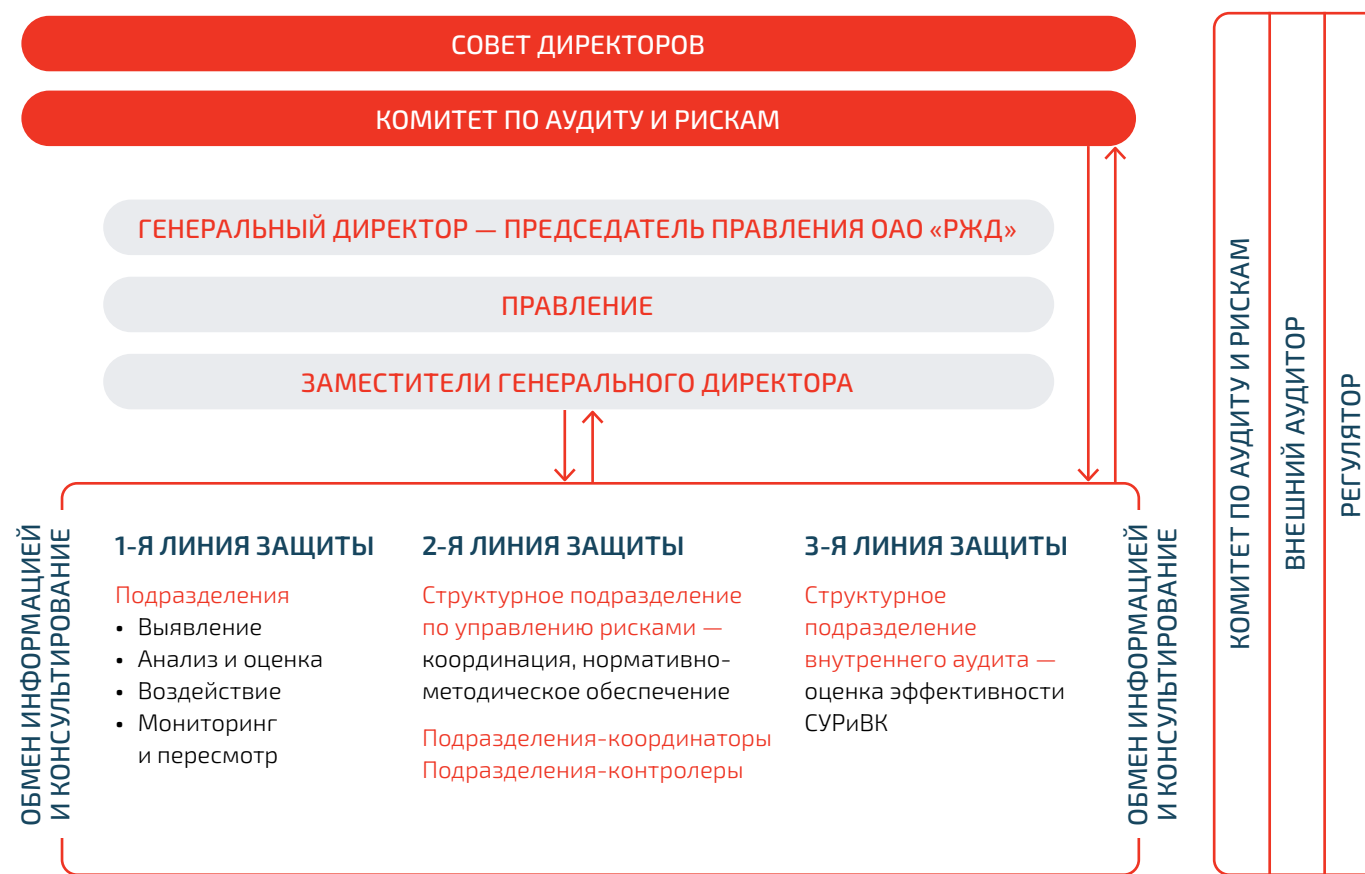 СОВЕТ ДИРЕКТОРОВ
КОМИТЕТ ПО АУДИТУ И РИСКАМ
ГЕНЕРАЛЬНЫЙ ДИРЕКТОР — ПРЕДСЕДАТЕЛЬ ПРАВЛЕНИЯ ОАО «РЖД»
ПРАВЛЕНИЕ
ЗАМЕСТИТЕЛИ ГЕНЕРАЛЬНОГО ДИРЕКТОРА
ОБМЕН ИНФОРМАЦИЕЙ
И КОНСУЛЬТИРОВАНИЕ
1-Я ЛИНИЯ ЗАЩИТЫ
Подразделения
• Выявление
• Анализ и оценка
• Воздействие
• Мониторинг
и пересмотр
2-Я ЛИНИЯ ЗАЩИТЫ
Структурное подразделение
по управлению рисками —
координация, нормативно-
методическое обеспечение
Подразделения-координаторы
Подразделения-контролеры
3-Я ЛИНИЯ ЗАЩИТЫ
Структурное
подразделение
внутреннего аудита —
оценка эффективности
СУРиВК
ОБМЕН ИНФОРМАЦИЕЙ
И КОНСУЛЬТИРОВАНИЕ
КОМИТЕТ ПО АУДИТУ И РИСКАМ
ВНЕШНИЙ АУДИТОР
РЕГУЛЯТОР